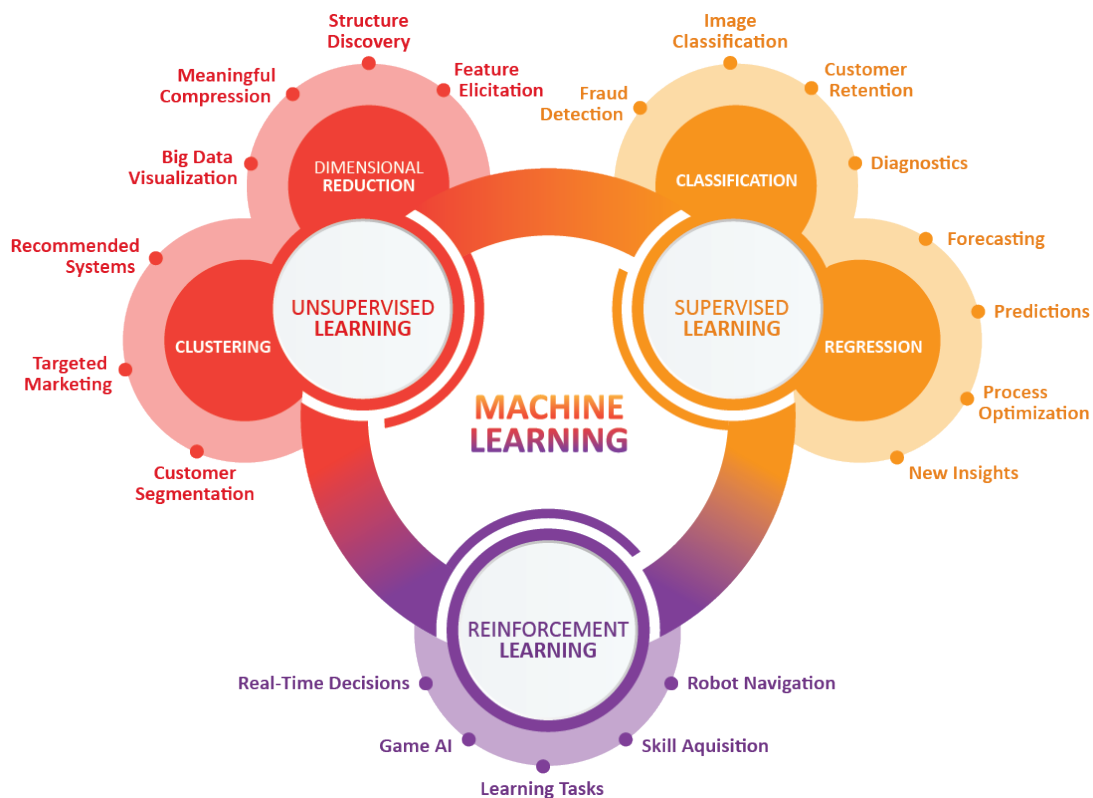 Structure
Discovery
Meaningful
Compression
Feature
Elicitation
Big Data
Visualization
DIMENSIONAL
REDUCTION
Recommended
Systems
Targeted
Marketing
Customer
Segmentation
CLUSTERING
UNSUPERVISED
LEARNING
Image
Classification
Fraud
Detection
Customer
Retention
Diagnostics
CLASSIFICATION
Forecasting
Predictions
Process
Optimization
New Insights
REGRESSION
SUPERVISED
LEARNING
MACHINE
LEARNING
REINFORCEMENT
LEARNING
Real-Time Decisions
Game AI
Learning Tasks
Skill Aquisition
Robot Navigation